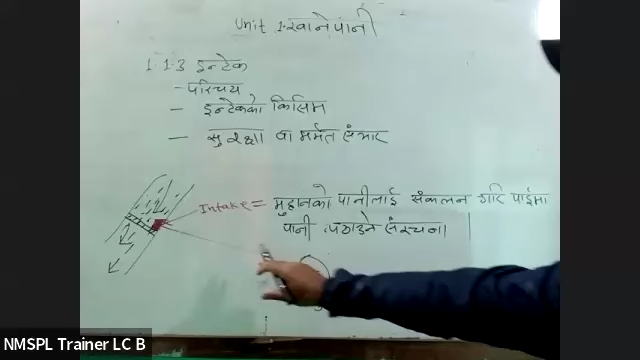 Unit 1 खानेपानी
1.1.3 इन्टेक
- परिचय
- इन्टेकको किसिम
- सुरक्षा वा मर्मत संभार
Intake = मुहानको पानीलाई संकलन गरि पाईपमा
पानी पठाउने संरचना
NMSPL Trainer LC B